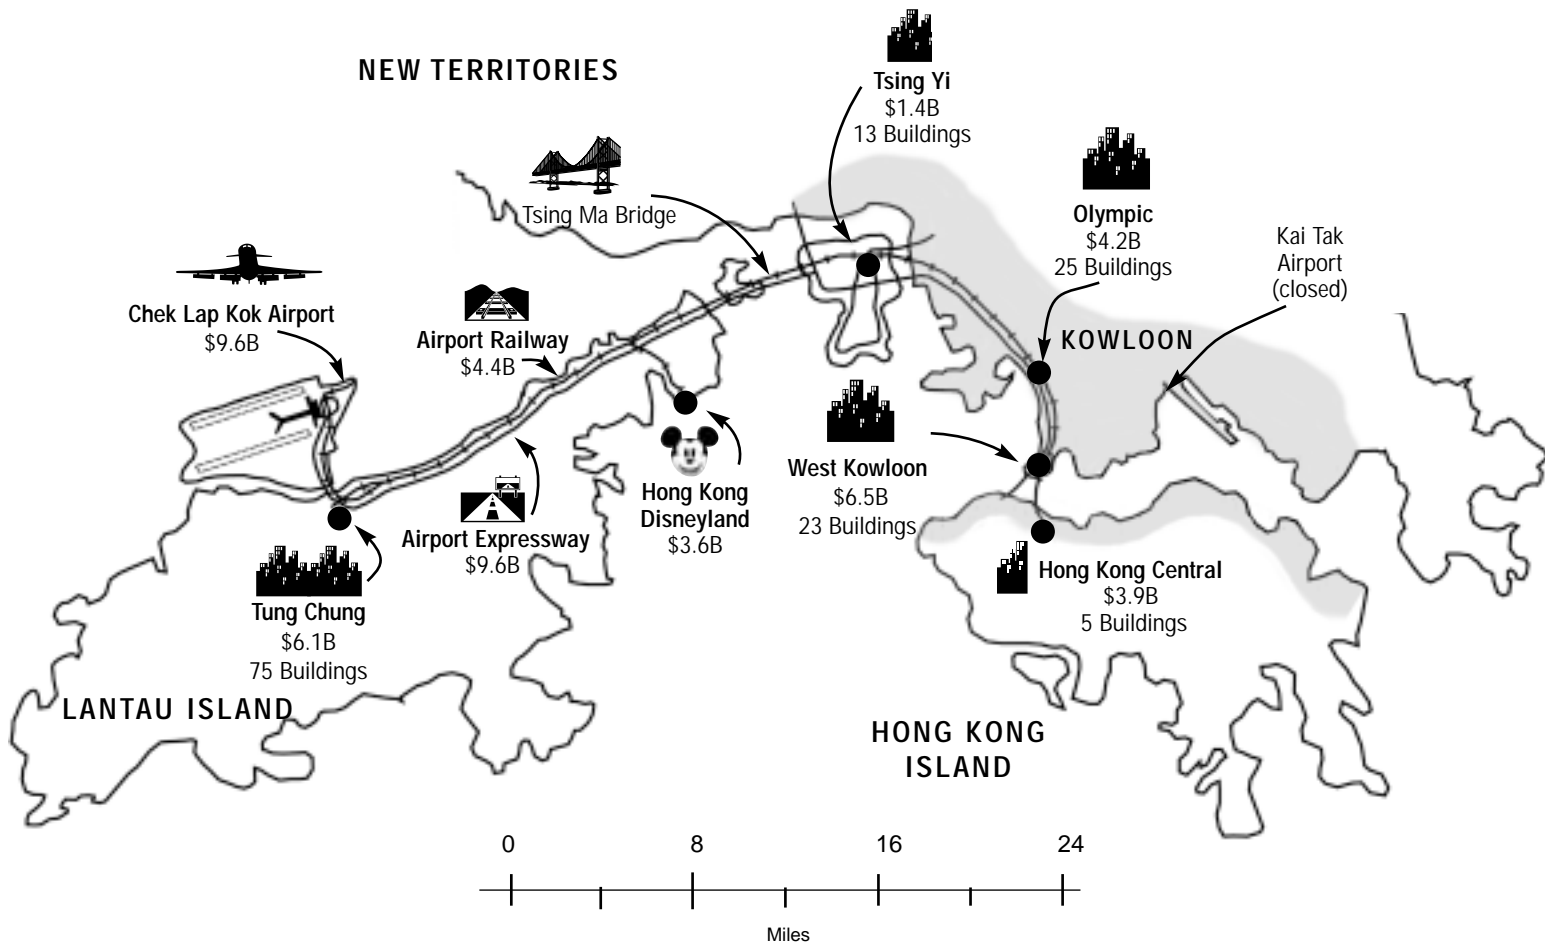 NEW TERRITORIES
Tsing Yi
$1.4B
13 Buildings
Tsing Ma Bridge
Olympic
$4.2B
25 Buildings
Kai Tak
Airport
(closed)
Chek Lap Kok Airport
$9.6B
Airport Railway
$4.4B
KOWLOON
West Kowloon
$6.5B
23 Buildings
Hong Kong
Disneyland
$3.6B
Airport Expressway
$9.6B
Tung Chung
$6.1B
75 Buildings
Hong Kong Central
$3.9B
5 Buildings
LANTAU ISLAND
HONG KONG
ISLAND
0 8 16 24
Miles